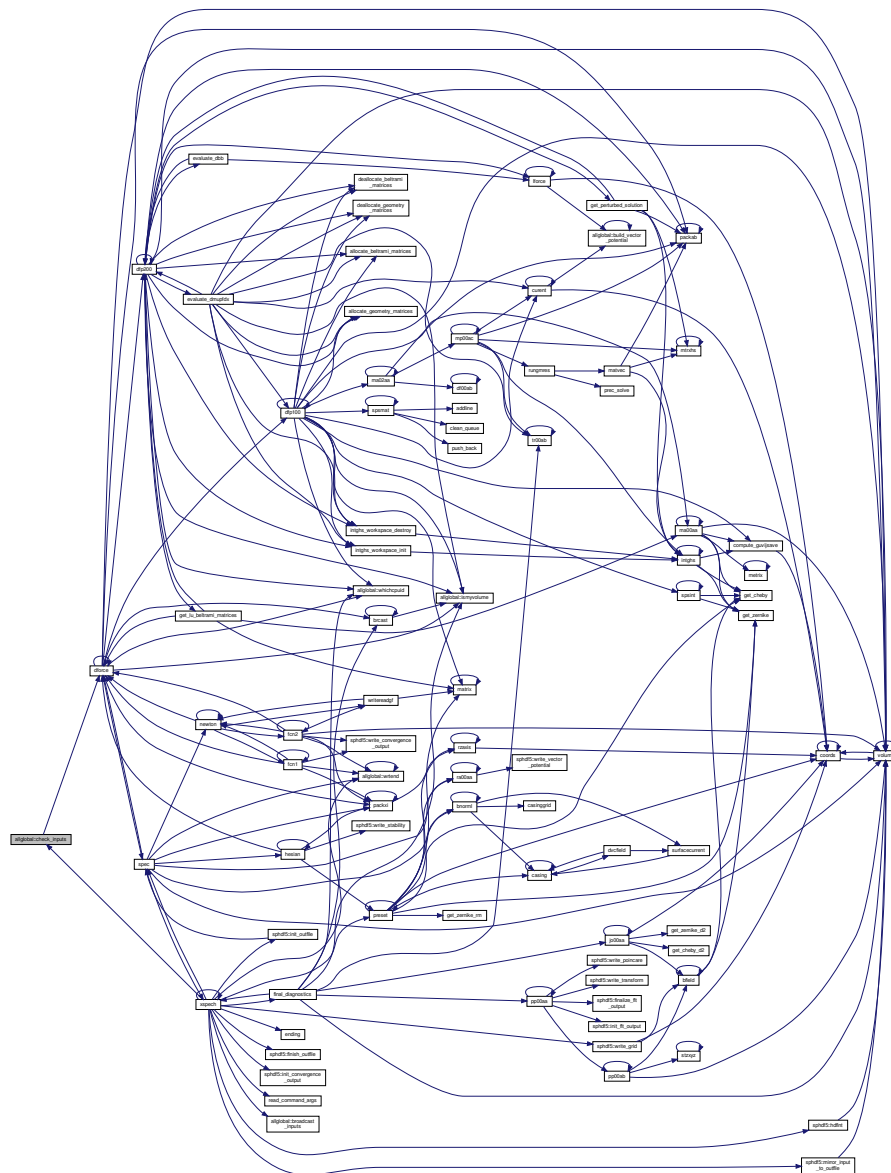 evaluate_dbb
deallocate_beltrami
_matrices
deallocate_geometry
_matrices
lforce
get_perturbed_solution
allglobal::build_vector
_potential
packab
allocate_beltrami_matrices
dfp200
evaluate_dmupfds
curent
allocate_geometry_matrices
mp00ac
mtrxhs
rungmres
matvec
prec_solve
ma02aa
df00ab
dfp100
spsmat
addline
clean_queue
push_back
tr00ab
intghs_workspace_destroy
intghs_workspace_init
ma00aa
compute_guvijsave
intghs
metrix
allglobal::whichcpuid
allglobal::ismyvolume
spsint
get_cheby
get_lu_beltrami_matrices
brcast
get_zernike
dforce
matrix
writereadgf
newton
fcn2
sphdf5::write_convergence
_output
rzaxis
coords
volume
fcn1
allglobal::wrtend
ra00aa
sphdf5::write_vector
_potential
packxi
bnorml
casinggrid
sphdf5::write_stability
allglobal::check_inputs
spec
hesian
dvcfield
surfacecurrent
casing
preset
get_zernike_rm
sphdf5::init_outfile
jo00aa
get_zernike_d2
get_cheby_d2
sphdf5::write_poincare
sphdf5::write_transform
bfield
xspech
final_diagnostics
pp00aa
sphdf5::finalize_flt
_output
sphdf5::init_flt_output
ending
sphdf5::write_grid
sphdf5::finish_outfile
stzxyz
sphdf5::init_convergence
_output
pp00ab
read_command_args
allglobal::broadcast
_inputs
sphdf5::hdfint
sphdf5::mirror_input
_to_outfile